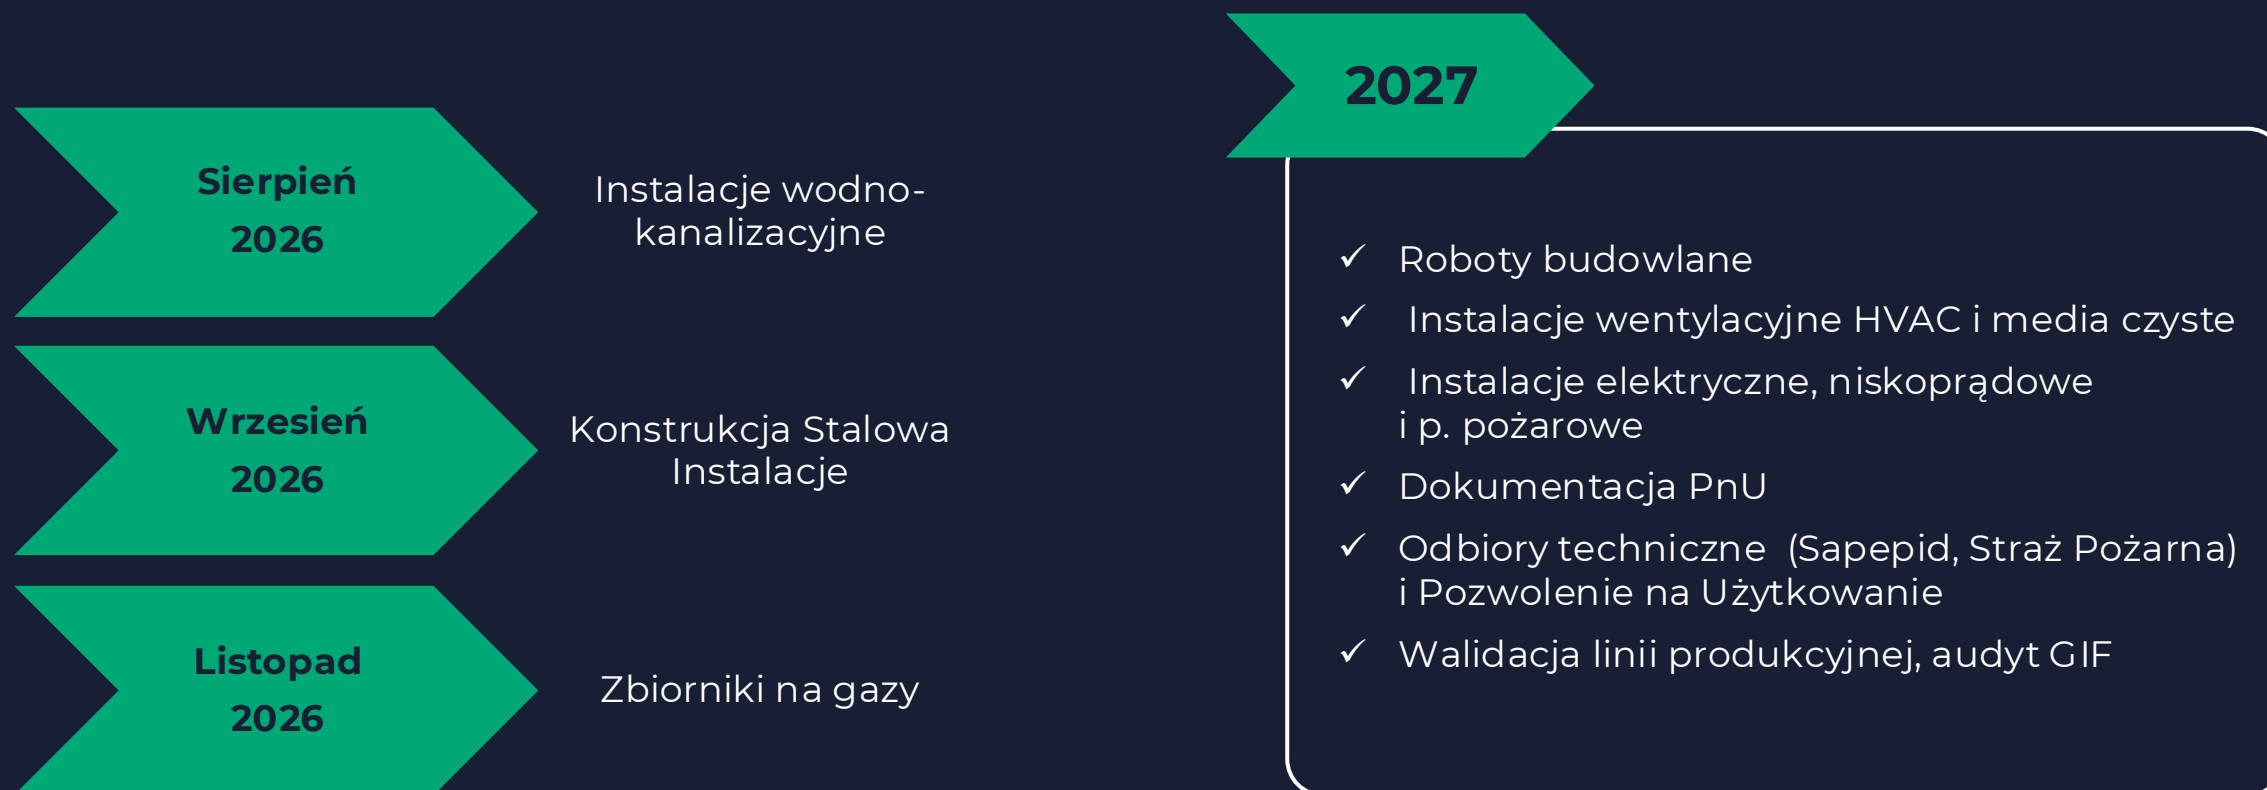 Sierpień
2026
Instalacje wodno-
kanalizacyjne
Wrzesień
2026
Konstrukcja Stalowa
Instalacje
Listopad
2026
Zbiorniki na gazy
2027
✓ Roboty budowlane
✓ Instalacje wentylacyjne HVAC i media czyste
✓ Instalacje elektryczne, niskoprądowe
i p. pożarowe
✓ Dokumentacja PnU
✓ Odbiory techniczne (Sapepid, Straż Pożarna)
i Pozwolenie na Użytkowanie
✓ Walidacja linii produkcyjnej, audyt GIF